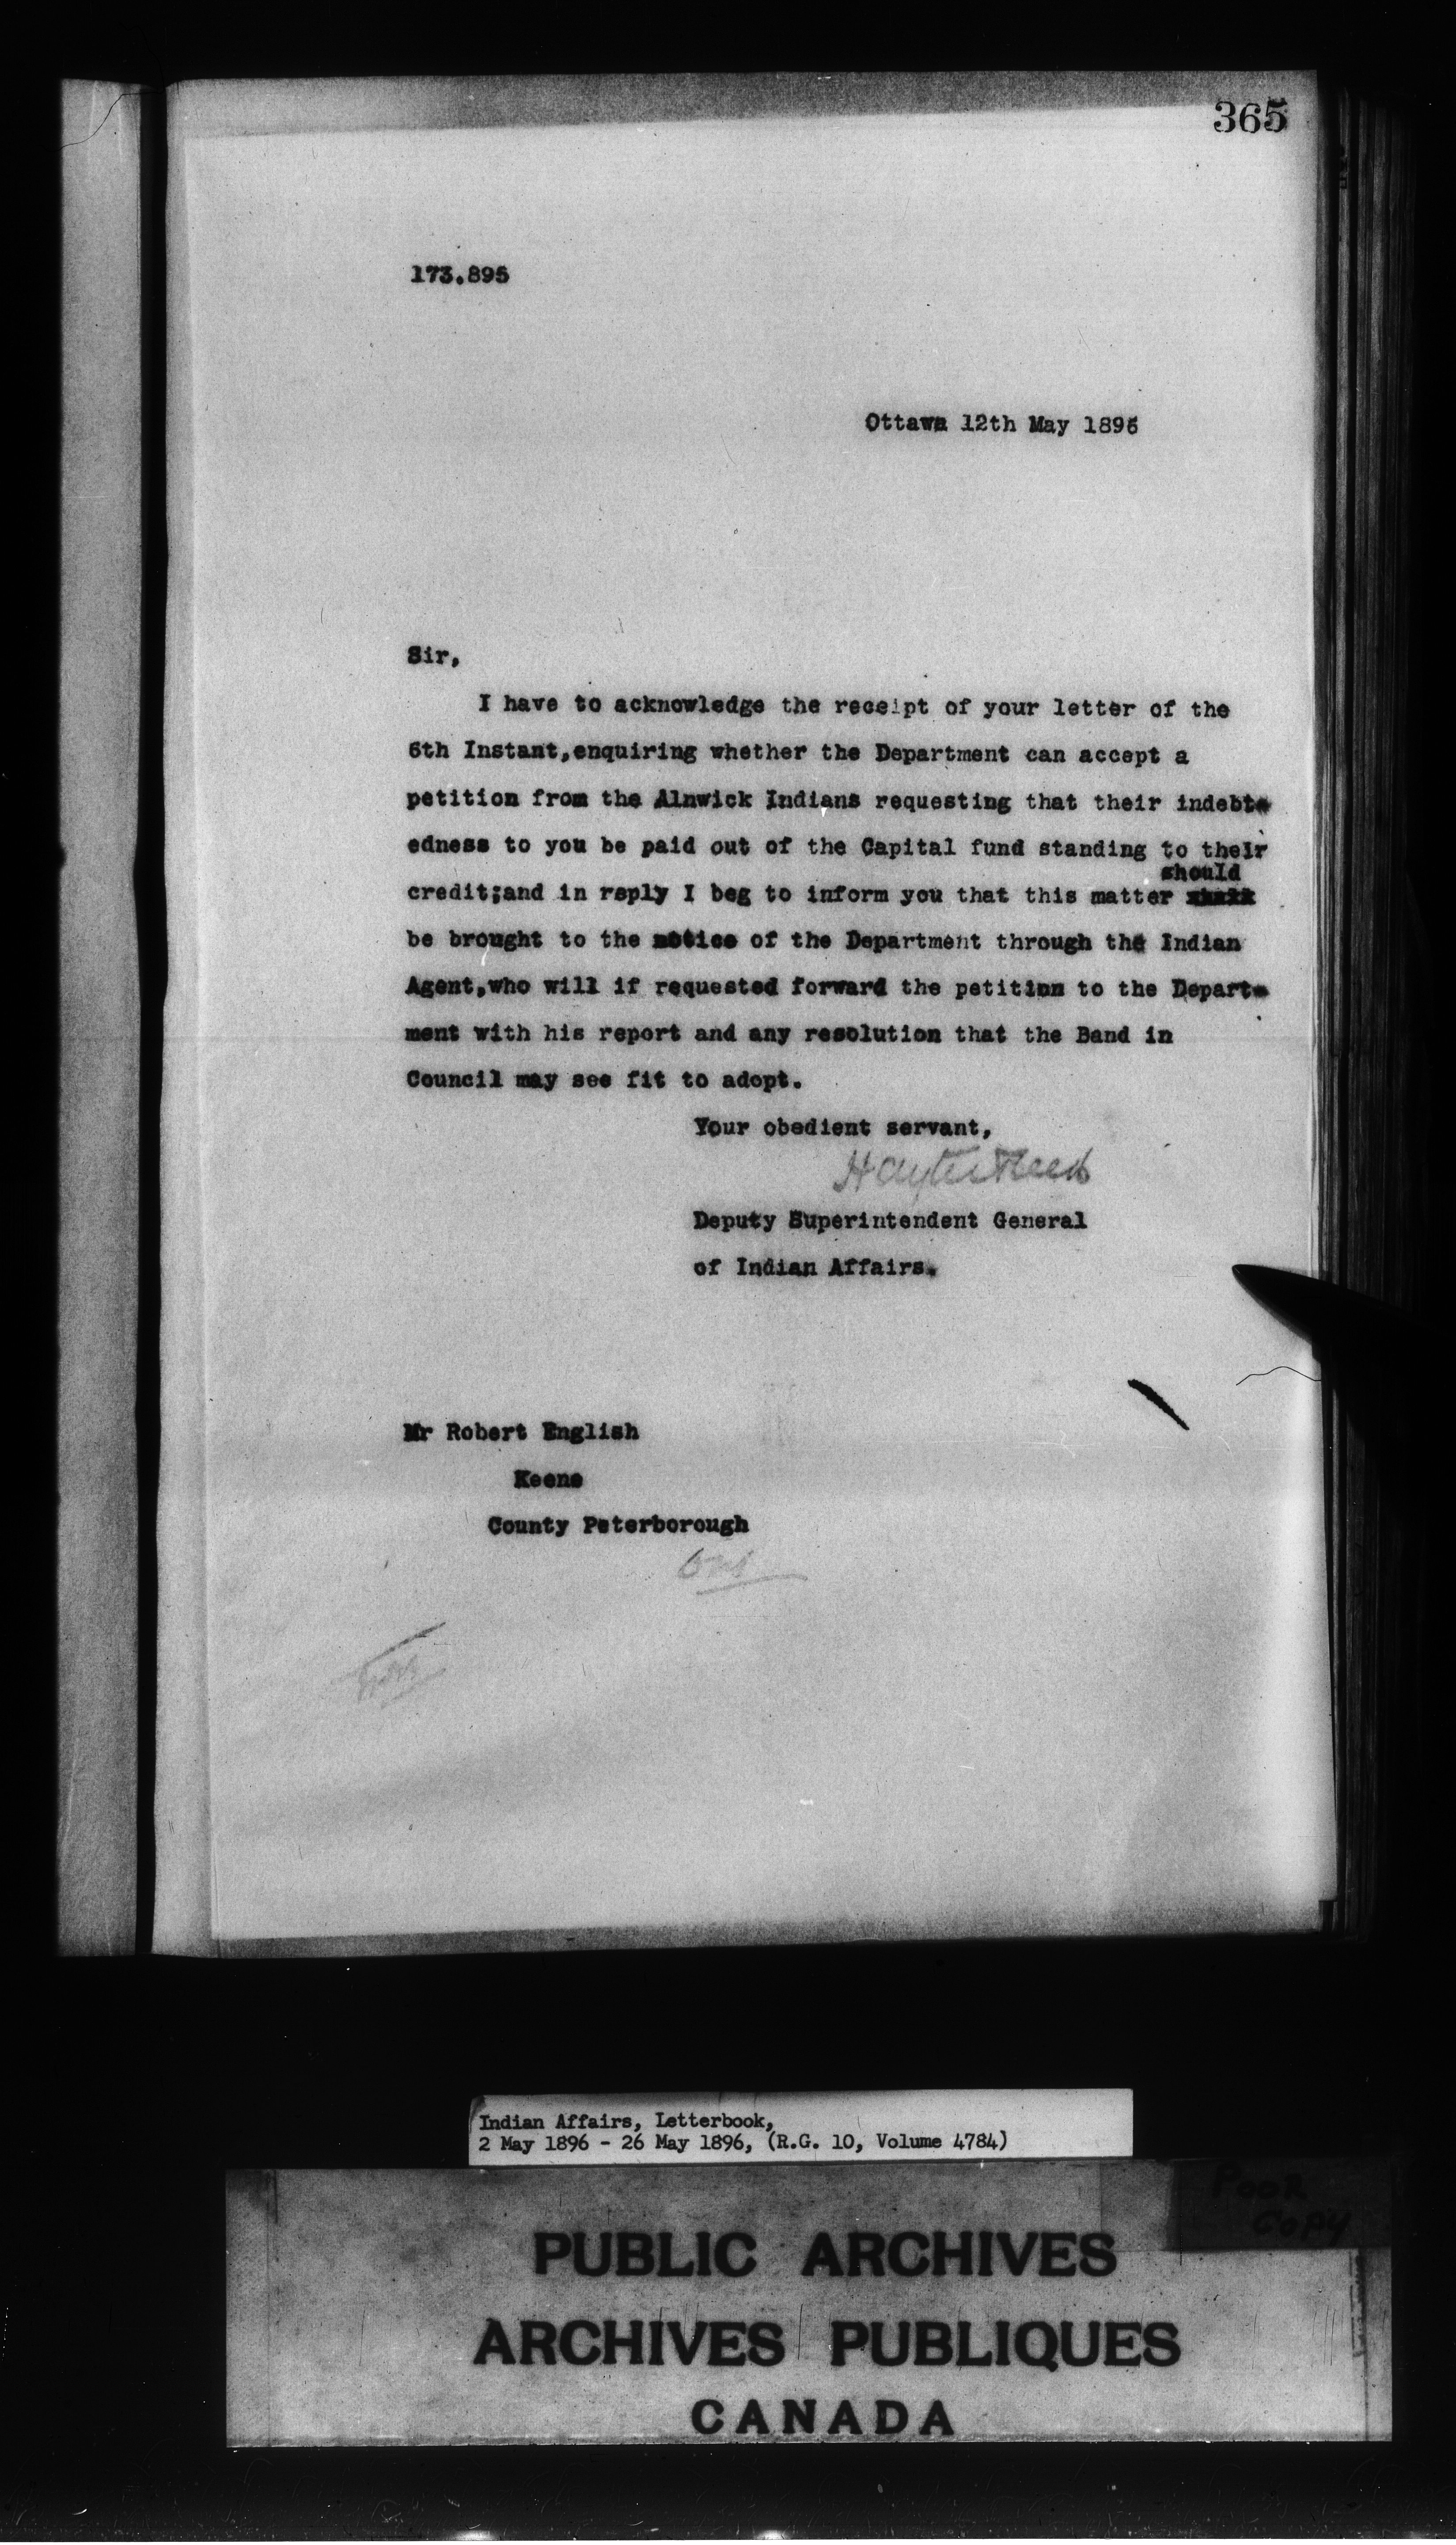 365
173.895
Ottawa 12th May 1896
Sir,
I have to acknowledge the receipt of your letter of the
6th Instant,enquiring whether the Department can accept a
petition from the Alnwick Indians requesting that their indebt-
edness to you be paid out of the Capital fund standing to their
should
credit;and in reply I beg to inform you that this matter
be brought to the notice of the Department through the Indian
Agent,who will if requested forward the petition to the Depart-
ment with his report and any resolution that the Band in
Council may see fit to adopt.
Your obedient servant,
Hayter Reed
Deputy Superintendent General
of Indian Affairs.
Mr Robert English
Keene
County Peterborough
Ont
Indian Affairs, Letterbook,
2 May 1896 - 26 May 1896, (R.G. 10, Volume 4784)
POOR
COPY
PUBLIC ARCHIVES
ARCHIVES PUBLIQUES
CANADA